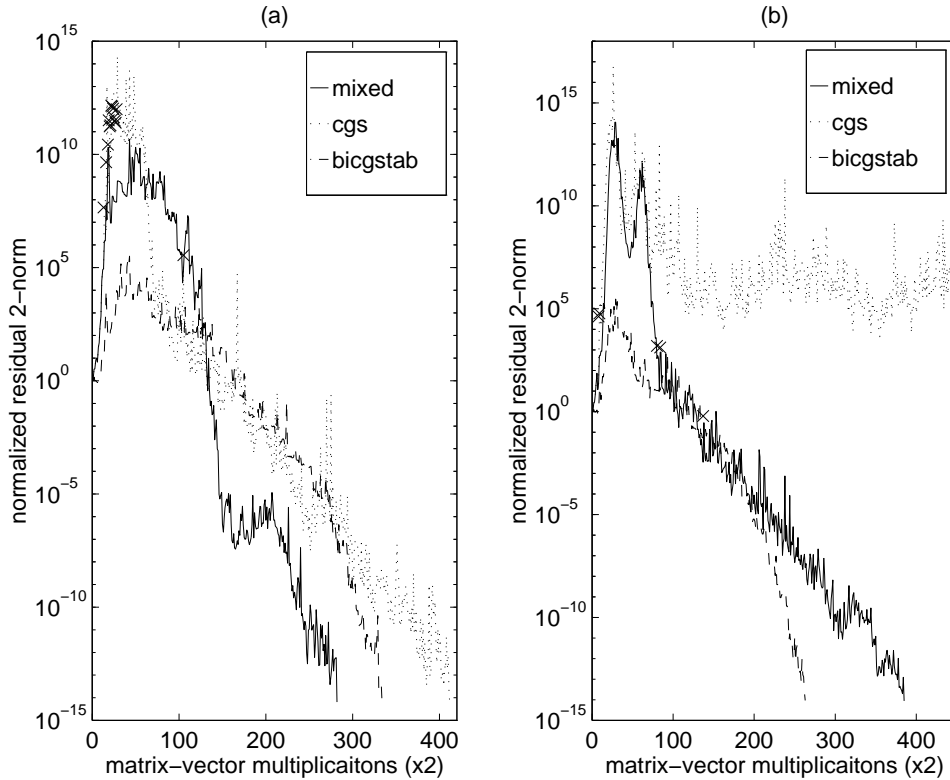 (a)
10^15
10^10
10^5
10^0
10^−5
10^−10
10^−15
normalized residual 2−norm
0 100 200 300 400
matrix−vector multiplicaitons (x2)
mixed
cgs
bicgstab
(b)
10^15
10^10
10^5
10^0
10^−5
10^−10
10^−15
normalized residual 2−norm
0 100 200 300 400
matrix−vector multiplicaitons (x2)
mixed
cgs
bicgstab